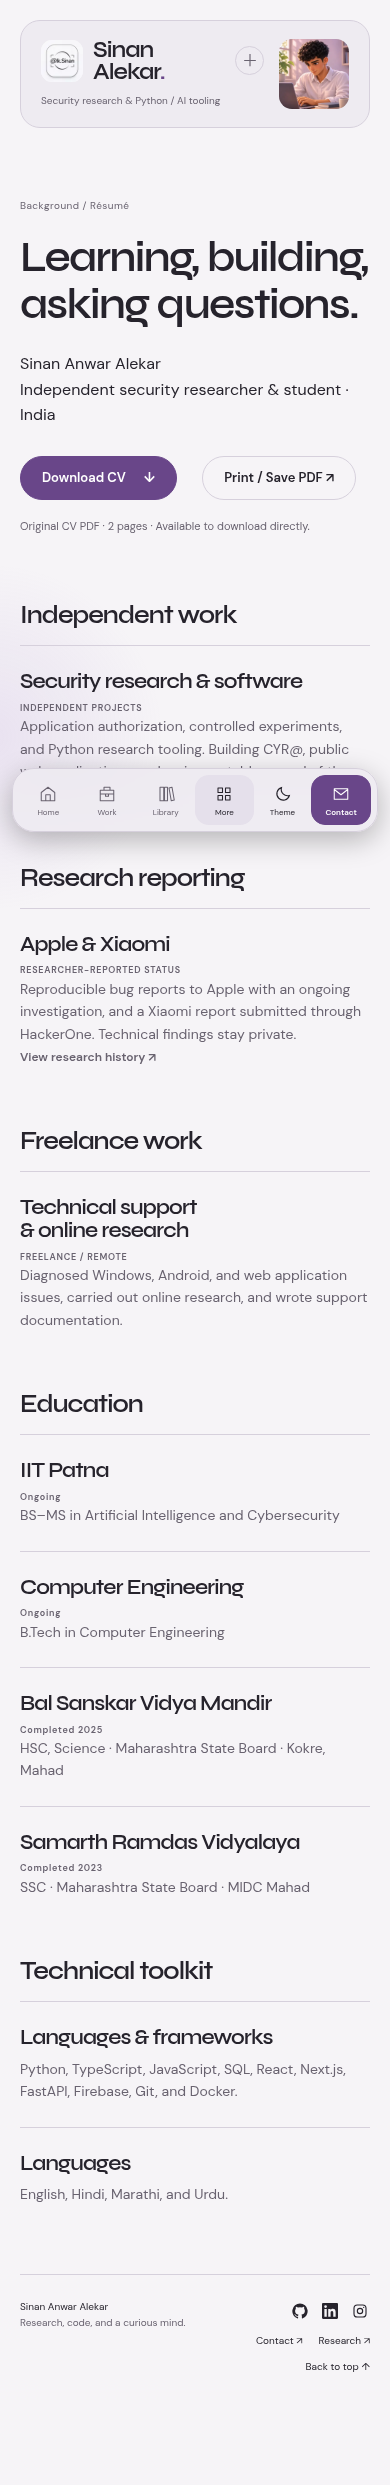 @Ik.Sinan
Sinan
Alekar.
Security research & Python / AI tooling
Background / Résumé
Learning, building,
asking questions.
Sinan Anwar Alekar
Independent security researcher & student ·
India
Download CV ↓
Print / Save PDF ↗
Original CV PDF · 2 pages · Available to download directly.
Independent work
Security research & software
INDEPENDENT PROJECTS
Application authorization, controlled experiments,
and Python research tooling. Building CYR@, public
Home
Work
Library
More
Theme
Contact
Research reporting
Apple & Xiaomi
RESEARCHER-REPORTED STATUS
Reproducible bug reports to Apple with an ongoing
investigation, and a Xiaomi report submitted through
HackerOne. Technical findings stay private.
View research history ↗
Freelance work
Technical support
& online research
FREELANCE / REMOTE
Diagnosed Windows, Android, and web application
issues, carried out online research, and wrote support
documentation.
Education
IIT Patna
Ongoing
BS–MS in Artificial Intelligence and Cybersecurity
Computer Engineering
Ongoing
B.Tech in Computer Engineering
Bal Sanskar Vidya Mandir
Completed 2025
HSC, Science · Maharashtra State Board · Kokre,
Mahad
Samarth Ramdas Vidyalaya
Completed 2023
SSC · Maharashtra State Board · MIDC Mahad
Technical toolkit
Languages & frameworks
Python, TypeScript, JavaScript, SQL, React, Next.js,
FastAPI, Firebase, Git, and Docker.
Languages
English, Hindi, Marathi, and Urdu.
Sinan Anwar Alekar
Research, code, and a curious mind.
Contact ↗ Research ↗
Back to top ↑